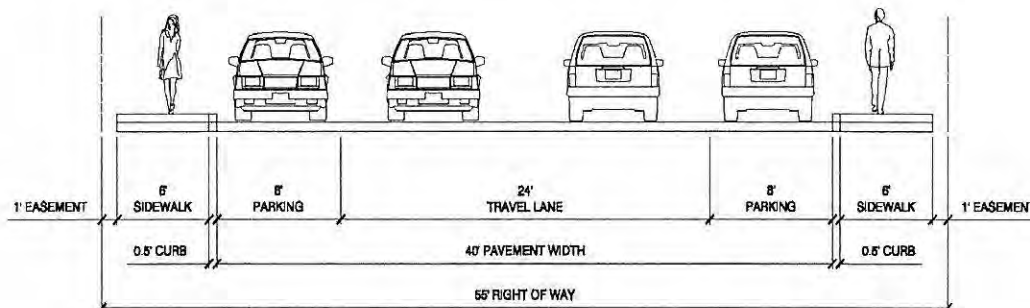 6'
SIDEWALK
8'
PARKING
24'
TRAVEL LANE
8'
PARKING
6'
SIDEWALK
1' EASEMENT
1' EASEMENT
0.5' CURB
40' PAVEMENT WIDTH
0.5' CURB
55' RIGHT OF WAY